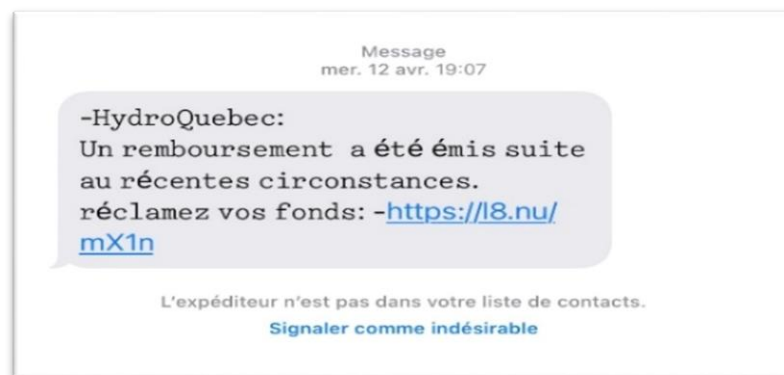 Message
mer. 12 avr. 19:07
-HydroQuebec:
Un remboursement a été émis suite
au récentes circonstances.
réclamez vos fonds: -https://l8.nu/
mX1n
L'expéditeur n'est pas dans votre liste de contacts.
Signaler comme indésirable